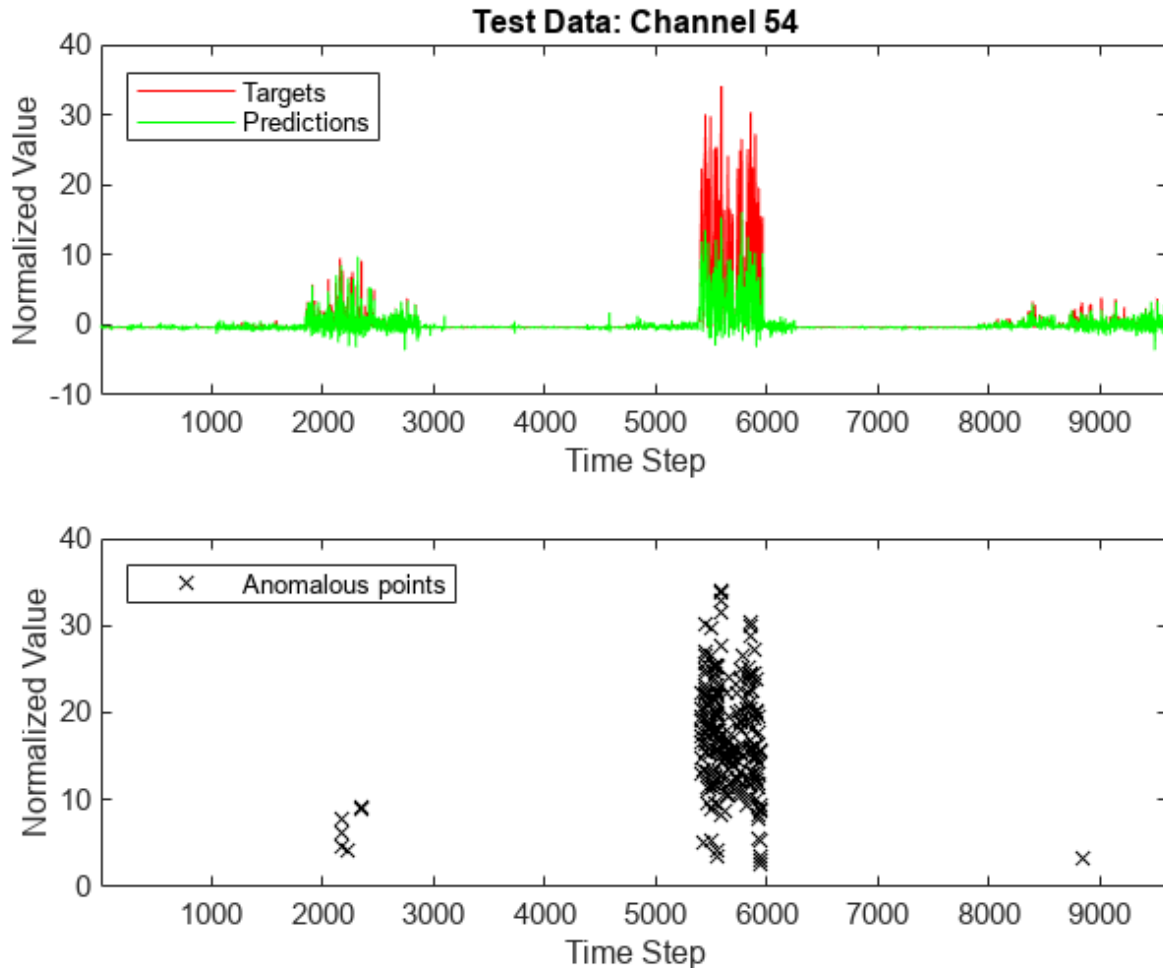 Test Data: Channel 54
40
30
20
10
0
-10
Normalized Value
Targets
Predictions
1000 2000 3000 4000 5000 6000 7000 8000 9000
Time Step
40
30
20
10
0
Normalized Value
Anomalous points
1000 2000 3000 4000 5000 6000 7000 8000 9000
Time Step